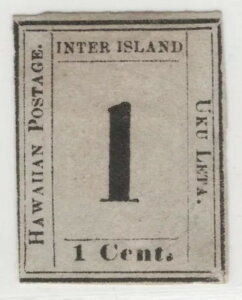 INTER ISLAND
HAWAIIAN POSTAGE.
1
UKU LETA.
1 Cent.